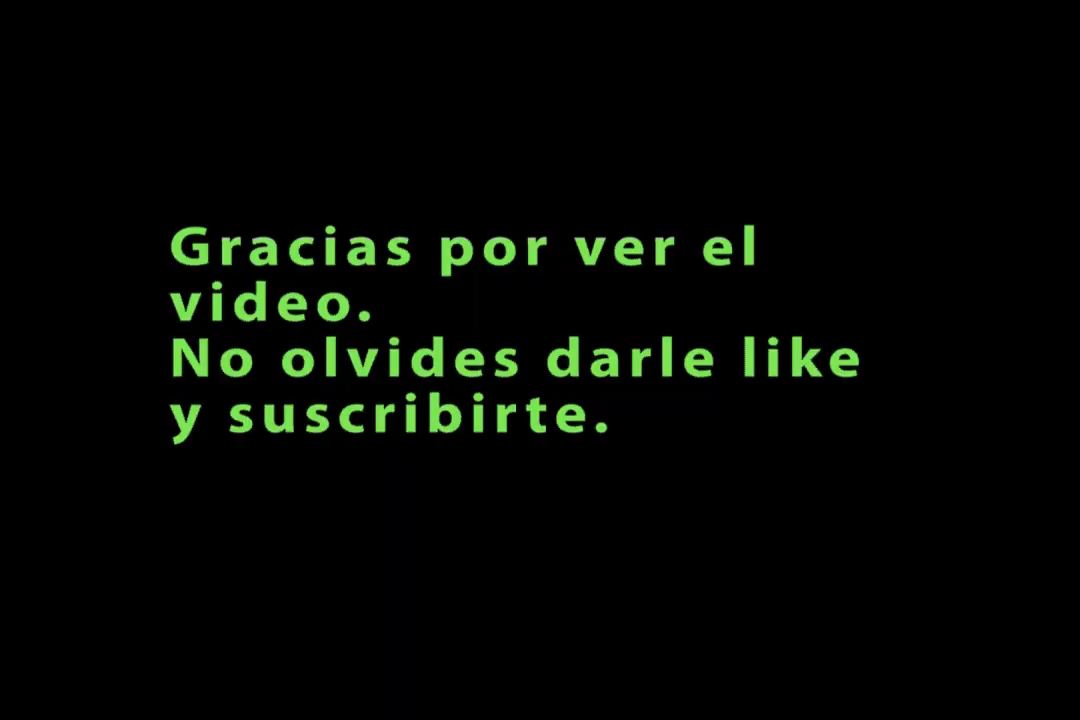 Gracias por ver el
video.
No olvides darle like
y suscribirte.